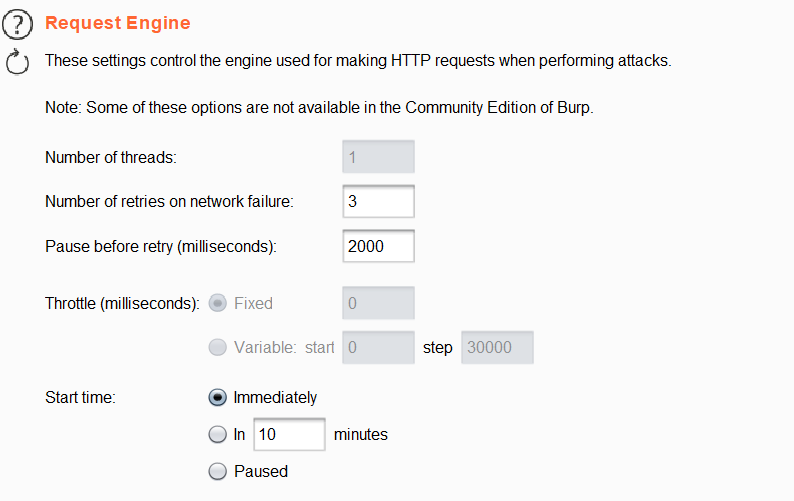 Request Engine
These settings control the engine used for making HTTP requests when performing attacks.
Note: Some of these options are not available in the Community Edition of Burp.
Number of threads: 1
Number of retries on network failure: 3
Pause before retry (milliseconds): 2000
Throttle (milliseconds): Fixed 0
Variable: start 0 step 30000
Start time: Immediately
In 10 minutes
Paused